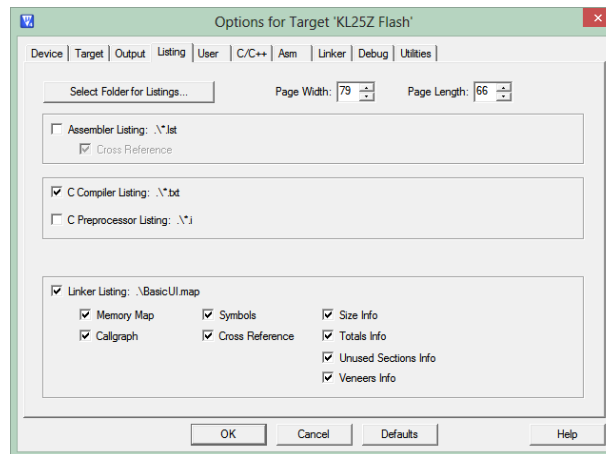 Options for Target 'KL25Z Flash'
Device | Target | Output | Listing | User | C/C++ | Asm | Linker | Debug | Utilities |
Select Folder for Listings... Page Width: 79 Page Length: 66
Assembler Listing: .\*.lst
Cross Reference
C Compiler Listing: .\*.txt
C Preprocessor Listing: .\*.i
Linker Listing: .\BasicUI.map
Memory Map Symbols Size Info
Callgraph Cross Reference Totals Info
Unused Sections Info
Veneers Info
OK Cancel Defaults Help